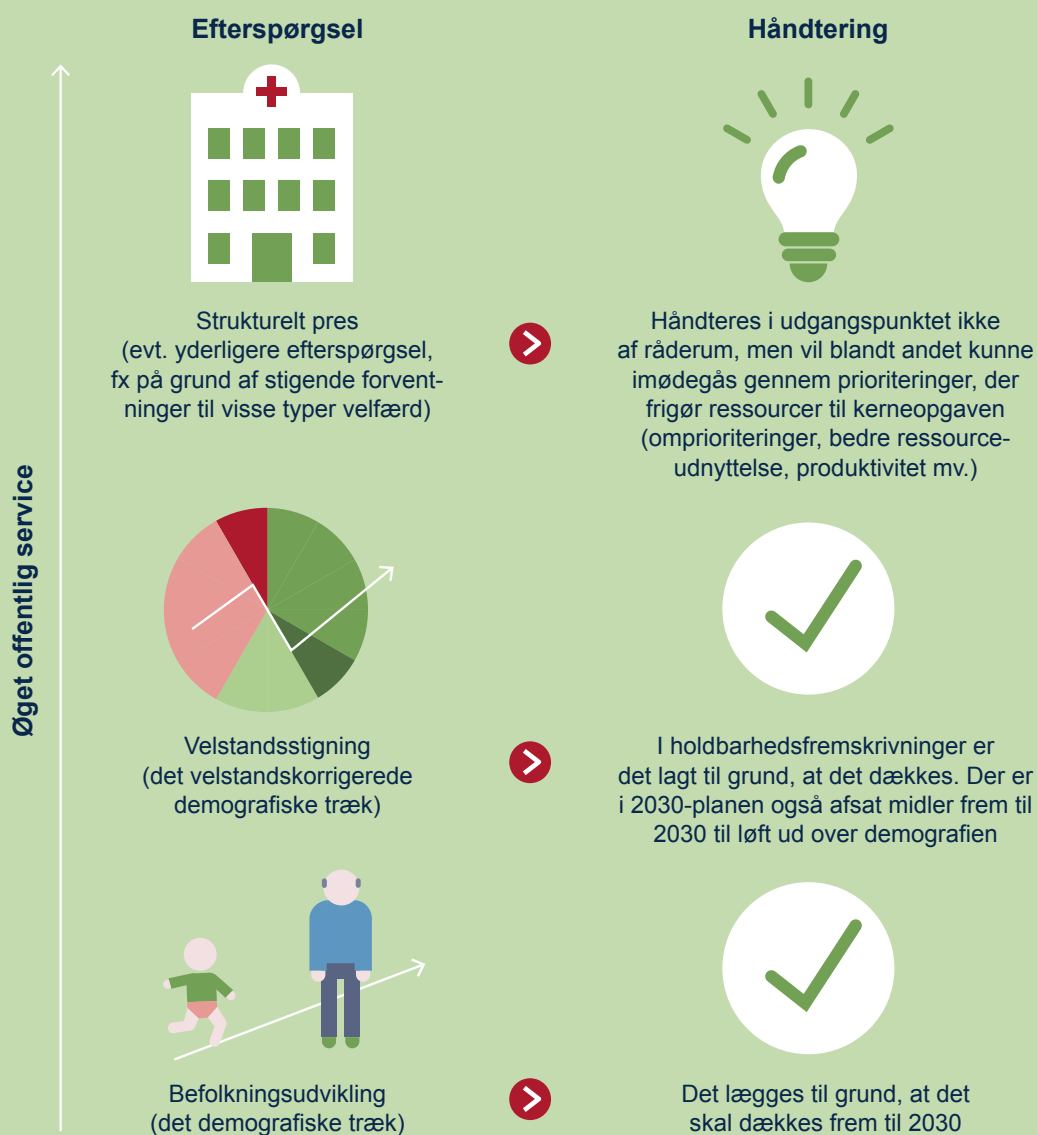 Efterspørgsel
Håndtering
Øget offentlig service
Strukturelt pres
(evt. yderligere efterspørgsel,
fx på grund af stigende forvent-
ninger til visse typer velfærd)
Håndteres i udgangspunktet ikke
af råderum, men vil blandt andet kunne
imødegås gennem prioriteringer, der
frigør ressourcer til kerneopgaven
(omprioriteringer, bedre ressource-
udnyttelse, produktivitet mv.)
Velstandsstigning
(det velstandskorrigerede
demografiske træk)
I holdbarhedsfremskrivninger er
det lagt til grund, at det dækkes. Der er
i 2030-planen også afsat midler frem til
2030 til løft ud over demografien
Befolkningsudvikling
(det demografiske træk)
Det lægges til grund, at det
skal dækkes frem til 2030